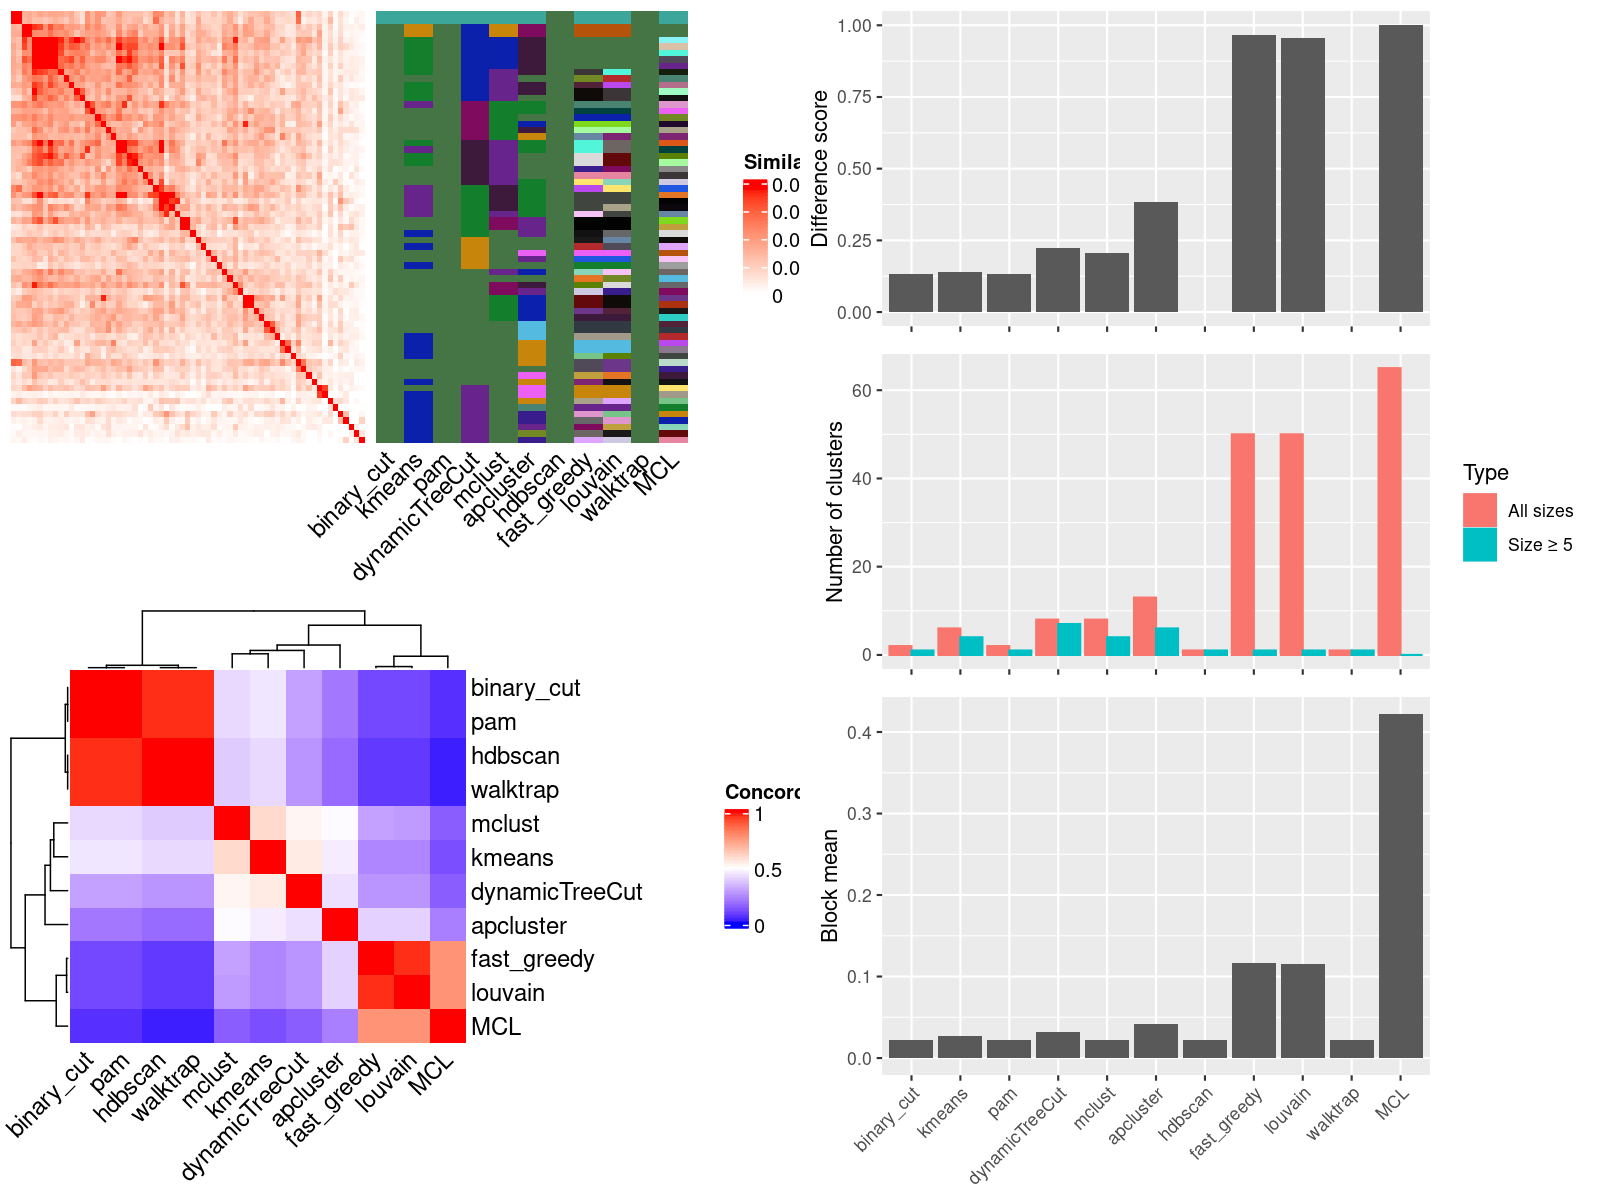 Simila
0.0
0.0
0.0
0.0
0
binary_cut
kmeans
pam
dynamicTreeCut
mclust
apcluster
hdbscan
fast_greedy
louvain
walktrap
MCL
binary_cut
pam
hdbscan
walktrap
mclust
kmeans
dynamicTreeCut
apcluster
fast_greedy
louvain
MCL
binary_cut
pam
hdbscan
walktrap
mclust
kmeans
dynamicTreeCut
apcluster
fast_greedy
louvain
MCL
Concord
1
0.5
0
Difference score
1.00
0.75
0.50
0.25
0.00
Number of clusters
60
40
20
0
Type
All sizes
Size ≥ 5
Block mean
0.4
0.3
0.2
0.1
0.0
binary_cut
kmeans
pam
dynamicTreeCut
mclust
apcluster
hdbscan
fast_greedy
louvain
walktrap
MCL